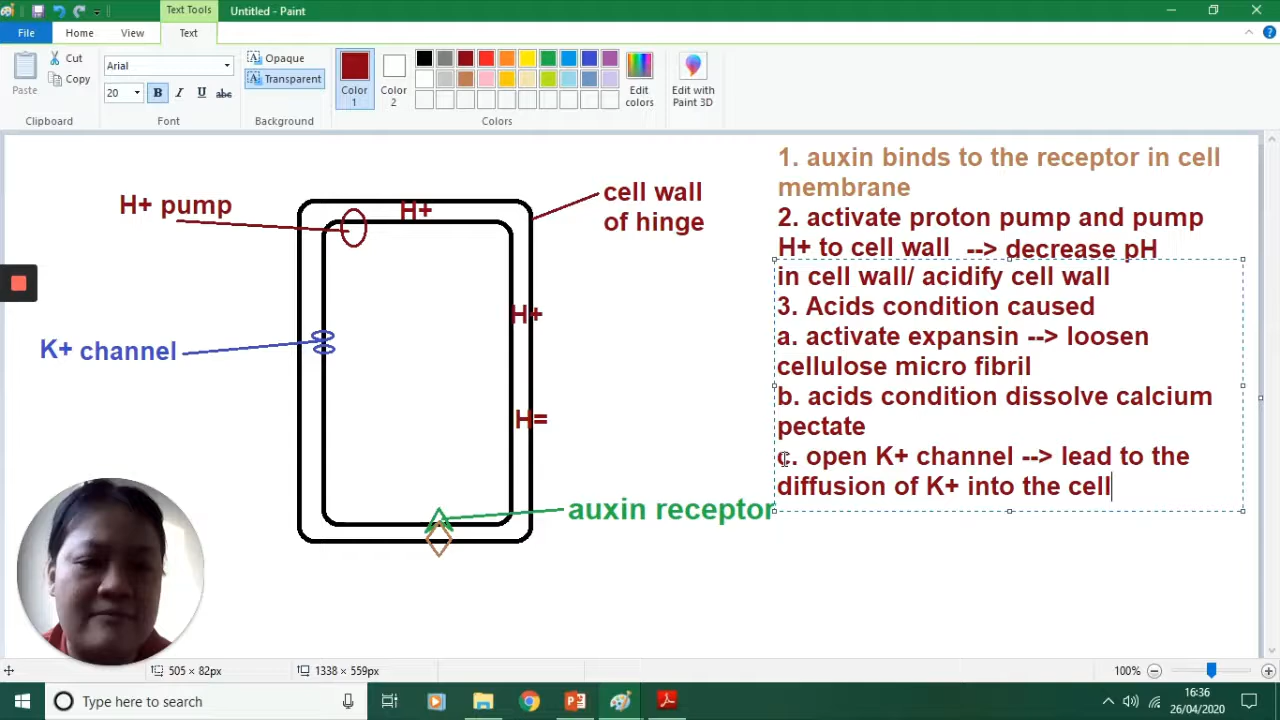 Text Tools
Untitled - Paint
File
Home
View
Text
Paste
Cut
Copy
Clipboard
Arial
20
B
I
U
abc
Font
Opaque
Transparent
Background
Color
1
Color
2
Edit
colors
Edit with
Paint 3D
Colors
H+ pump
H+
cell wall
of hinge
H+
K+ channel
H=
auxin receptor
1. auxin binds to the receptor in cell
membrane
2. activate proton pump and pump
H+ to cell wall --> decrease pH
in cell wall/ acidify cell wall
3. Acids condition caused
a. activate expansin --> loosen
cellulose micro fibril
b. acids condition dissolve calcium
pectate
c. open K+ channel --> lead to the
diffusion of K+ into the cell
505 × 82px
1338 × 559px
100%
Type here to search
16:36
26/04/2020